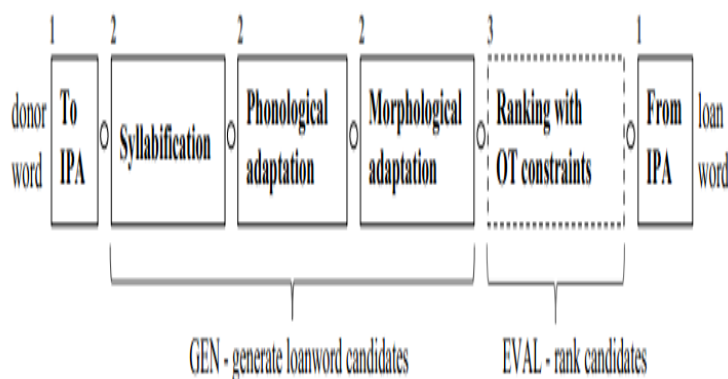 1 2 2 2 3 1
donor word
To IPA
Syllabification
Phonological adaptation
Morphological adaptation
Ranking with OT constraints
From IPA
loan word
GEN - generate loanword candidates
EVAL - rank candidates